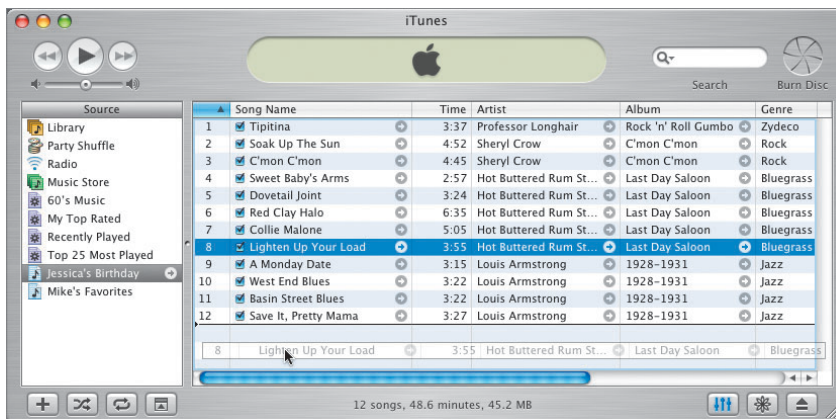 iTunes
Search
Burn Disc
Source
Library
Party Shuffle
Radio
Music Store
60's Music
My Top Rated
Recently Played
Top 25 Most Played
Jessica's Birthday
Mike's Favorites
Song Name Time Artist Album Genre
1 Tipitina 3:37 Professor Longhair Rock 'n' Roll Gumbo Zydeco
2 Soak Up The Sun 4:52 Sheryl Crow C'mon C'mon Rock
3 C'mon C'mon 4:45 Sheryl Crow C'mon C'mon Rock
4 Sweet Baby's Arms 2:57 Hot Buttered Rum St... Last Day Saloon Bluegrass
5 Dovetail Joint 3:24 Hot Buttered Rum St... Last Day Saloon Bluegrass
6 Red Clay Halo 6:35 Hot Buttered Rum St... Last Day Saloon Bluegrass
7 Collie Malone 5:05 Hot Buttered Rum St... Last Day Saloon Bluegrass
8 Lighten Up Your Load 3:55 Hot Buttered Rum St... Last Day Saloon Bluegrass
9 A Monday Date 3:15 Louis Armstrong 1928-1931 Jazz
10 West End Blues 3:22 Louis Armstrong 1928-1931 Jazz
11 Basin Street Blues 3:22 Louis Armstrong 1928-1931 Jazz
12 Save It, Pretty Mama 3:27 Louis Armstrong 1928-1931 Jazz
8 Lighten Up Your Load 3:55 Hot Buttered Rum St... Last Day Saloon Bluegrass
12 songs, 48.6 minutes, 45.2 MB